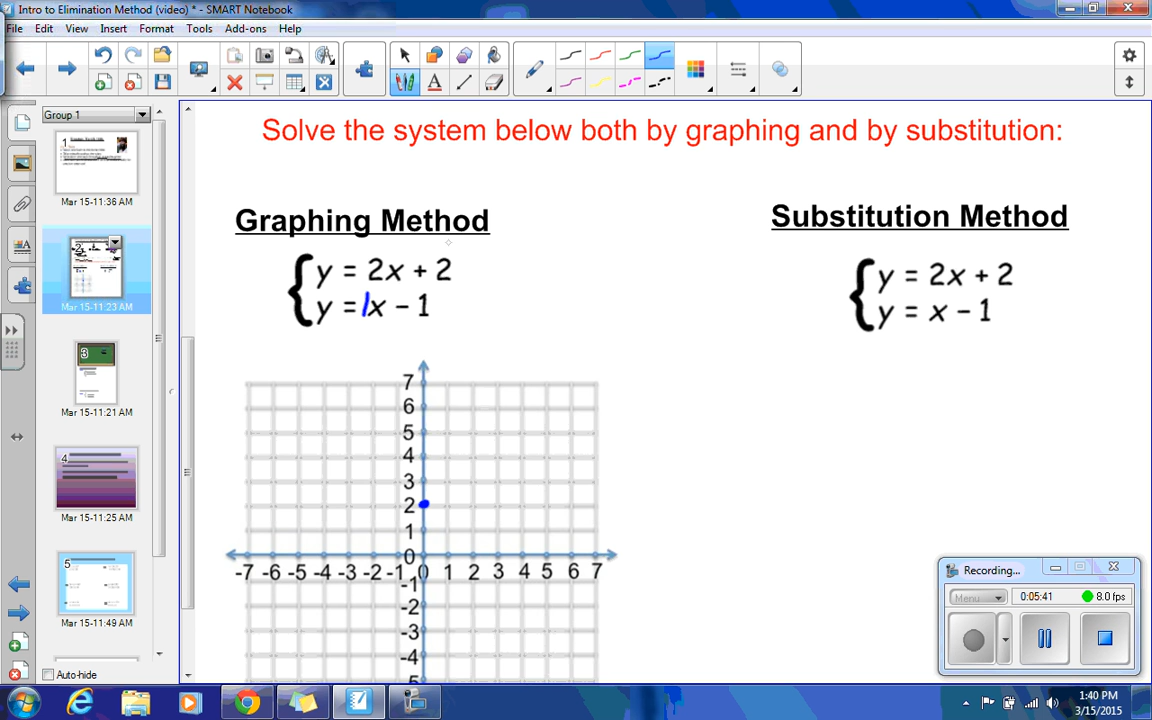 Intro to Elimination Method (video) * - SMART Notebook
File Edit View Insert Format Tools Add-ons Help
Group 1
1
Mar 15-11:36 AM
2
Mar 15-11:23 AM
3
Mar 15-11:21 AM
4
Mar 15-11:25 AM
5
Mar 15-11:49 AM
Auto-hide
Solve the system below both by graphing and by substitution:
Graphing Method
y = 2x + 2
y = 1x - 1
7
6
5
4
3
2
1
0
-7 -6 -5 -4 -3 -2 -1 0 1 2 3 4 5 6 7
-1
-2
-3
-4
Substitution Method
y = 2x + 2
y = x - 1
Recording...
Menu 0:05:41 8.0 fps
1:40 PM
3/15/2015